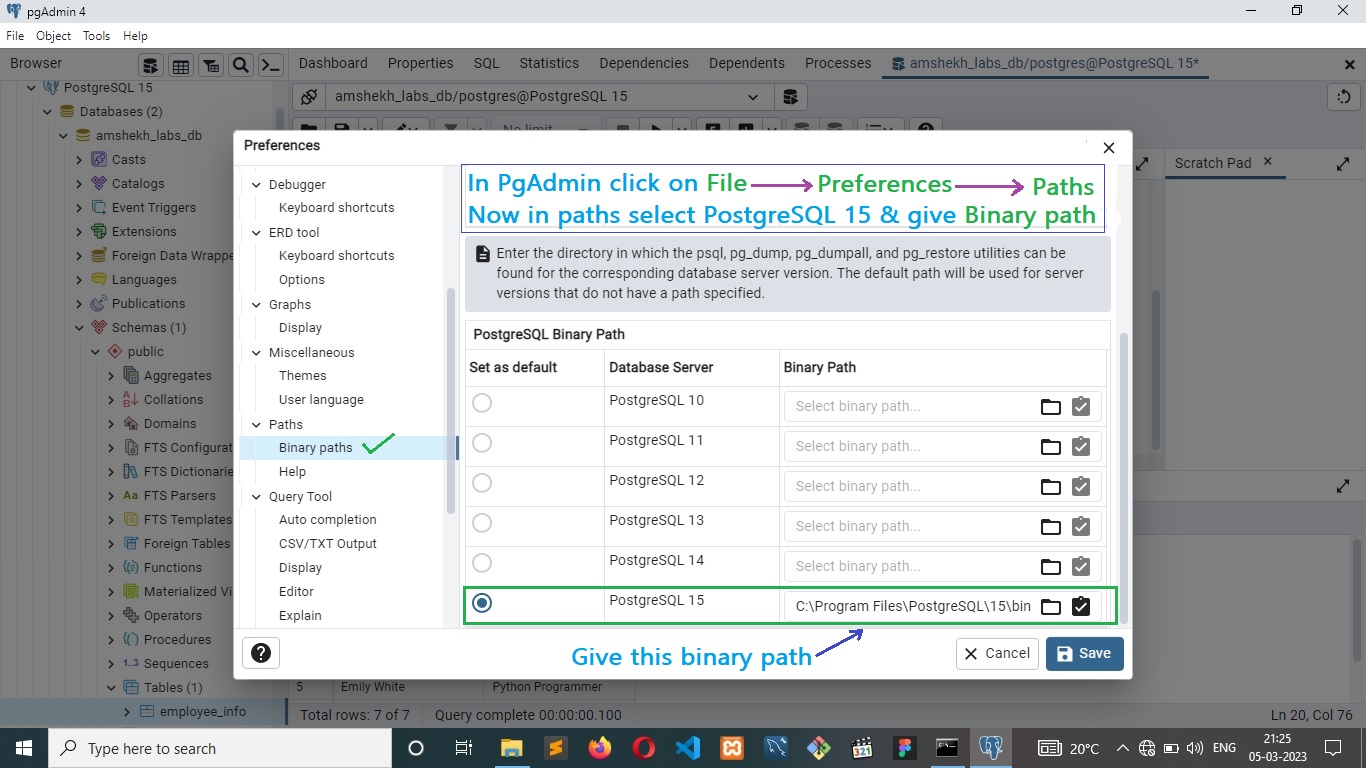 pgAdmin 4
File Object Tools Help
Browser
Dashboard Properties SQL Statistics Dependencies Dependents Processes amshekh_labs_db/postgres@PostgreSQL 15*
PostgreSQL 15
Databases (2)
amshekh_labs_db
Casts
Catalogs
Event Triggers
Extensions
Foreign Data Wrappe
Languages
Publications
Schemas (1)
public
Aggregates
Collations
Domains
FTS Configurat
FTS Dictionarie
FTS Parsers
FTS Templates
Foreign Tables
Functions
Materialized Vi
Operators
Procedures
1..3 Sequences
Tables (1)
employee_info
amshekh_labs_db/postgres@PostgreSQL 15
No limit
Scratch Pad
Preferences
Debugger
Keyboard shortcuts
ERD tool
Keyboard shortcuts
Options
Graphs
Display
Miscellaneous
Themes
User language
Paths
Binary paths
Help
Query Tool
Auto completion
CSV/TXT Output
Display
Editor
Explain
In PgAdmin click on File Preferences Paths
Now in paths select PostgreSQL 15 & give Binary path
Enter the directory in which the psql, pg_dump, pg_dumpall, and pg_restore utilities can be
found for the corresponding database server version. The default path will be used for server
versions that do not have a path specified.
PostgreSQL Binary Path
Set as default Database Server Binary Path
PostgreSQL 10 Select binary path...
PostgreSQL 11 Select binary path...
PostgreSQL 12 Select binary path...
PostgreSQL 13 Select binary path...
PostgreSQL 14 Select binary path...
PostgreSQL 15 C:\Program Files\PostgreSQL\15\bin
Give this binary path
? Cancel Save
5 Emily White Python Programmer
Total rows: 7 of 7 Query complete 00:00:00.100 Ln 20, Col 76
Type here to search
20°C ENG 21:25
05-03-2023